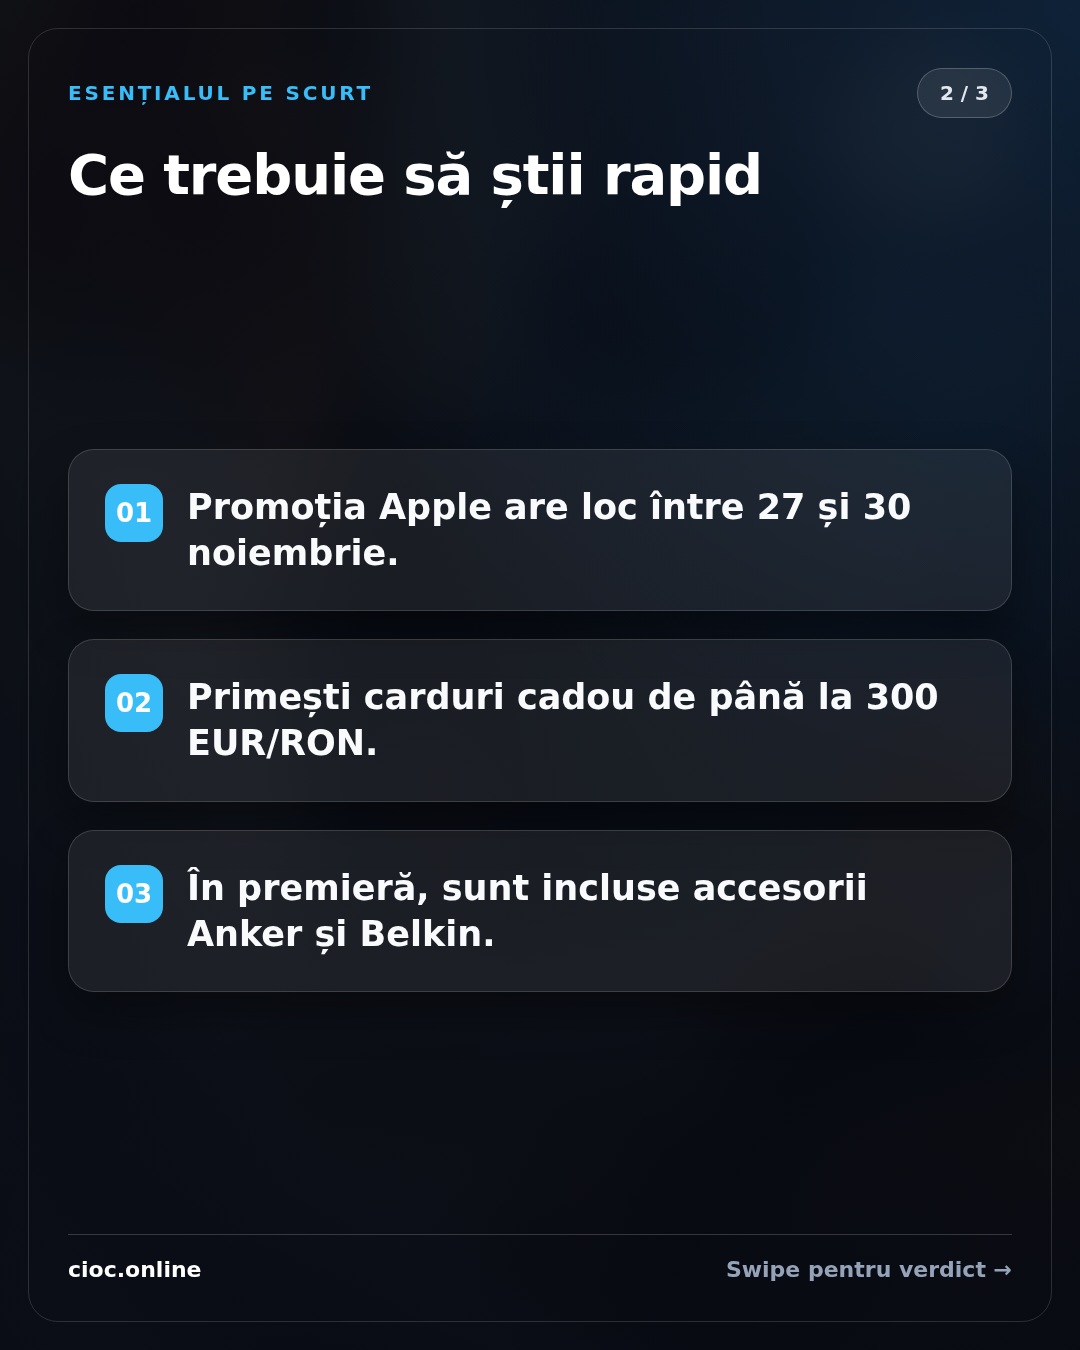 ESENȚIALUL PE SCURT
2 / 3
Ce trebuie să știi rapid
01
Promoția Apple are loc între 27 și 30
noiembrie.
02
Primești carduri cadou de până la 300
EUR/RON.
03
În premieră, sunt incluse accesorii
Anker și Belkin.
cioc.online
Swipe pentru verdict →